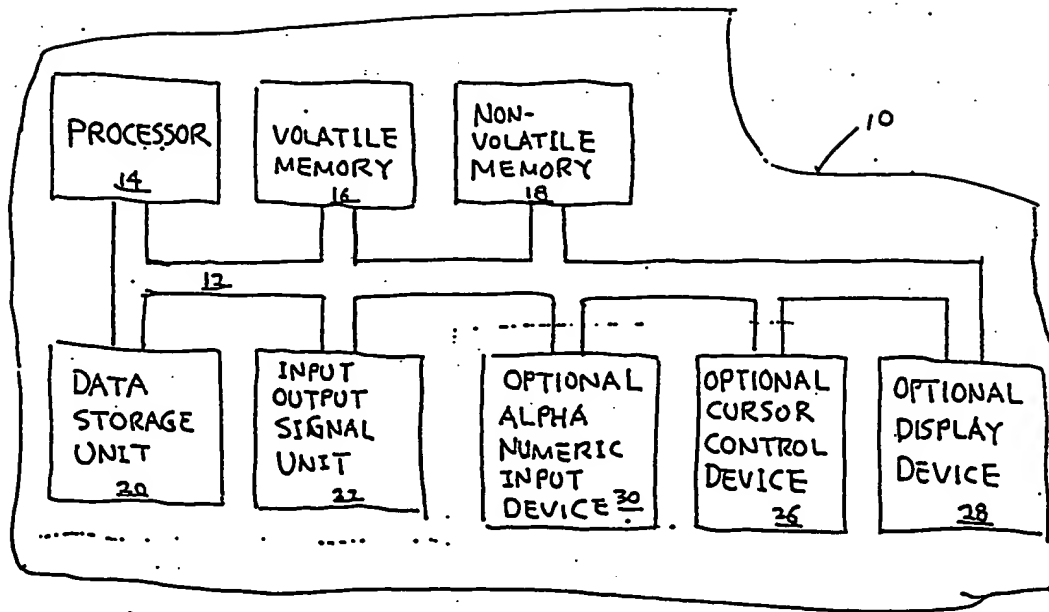 PROCESSOR
14
VOLATILE
MEMORY
16
NON-
VOLATILE
MEMORY
18
10
12
DATA
STORAGE
UNIT
20
INPUT
OUTPUT
SIGNAL
UNIT
22
OPTIONAL
ALPHA
NUMERIC
INPUT
DEVICE 30
OPTIONAL
CURSOR
CONTROL
DEVICE
26
OPTIONAL
DISPLAY
DEVICE
28